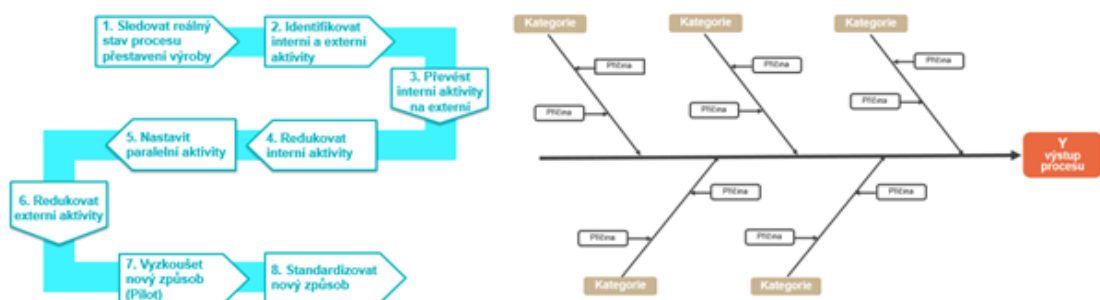 1. Sledovat reálný
stav procesu
přestavení výroby
2. Identifikovat
interní a externí
aktivity
3. Převést
interní aktivity
na externí
4. Redukovat
interní aktivity
5. Nastavit
paralelní aktivity
6. Redukovat
externí aktivity
7. Vyzkoušet
nový způsob
(Pilot)
8. Standardizovat
nový způsob
Kategorie
Kategorie
Kategorie
Příčina
Příčina
Příčina
Příčina
Příčina
Příčina
Y
výstup
procesu
Příčina
Příčina
Příčina
Příčina
Kategorie
Kategorie